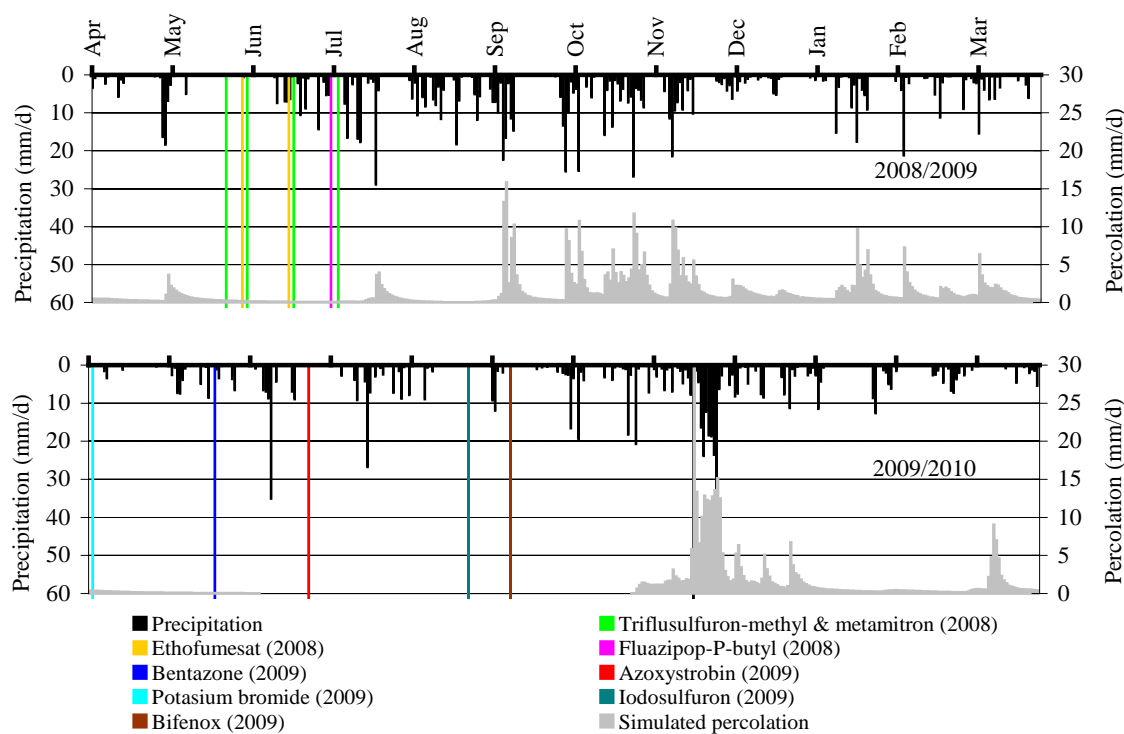 Apr May Jun Jul Aug Sep Oct Nov Dec Jan Feb Mar
Precipitation (mm/d)
0 10 20 30 40 50 60
30 25 20 15 10 5 0
Percolation (mm/d)
2008/2009
Precipitation (mm/d)
0 10 20 30 40 50 60
30 25 20 15 10 5 0
Percolation (mm/d)
2009/2010
Precipitation
Triflusulfuron-methyl & metamitron (2008)
Ethofumesat (2008)
Fluazipop-P-butyl (2008)
Bentazone (2009)
Azoxystrobin (2009)
Potasium bromide (2009)
Iodosulfuron (2009)
Bifenox (2009)
Simulated percolation